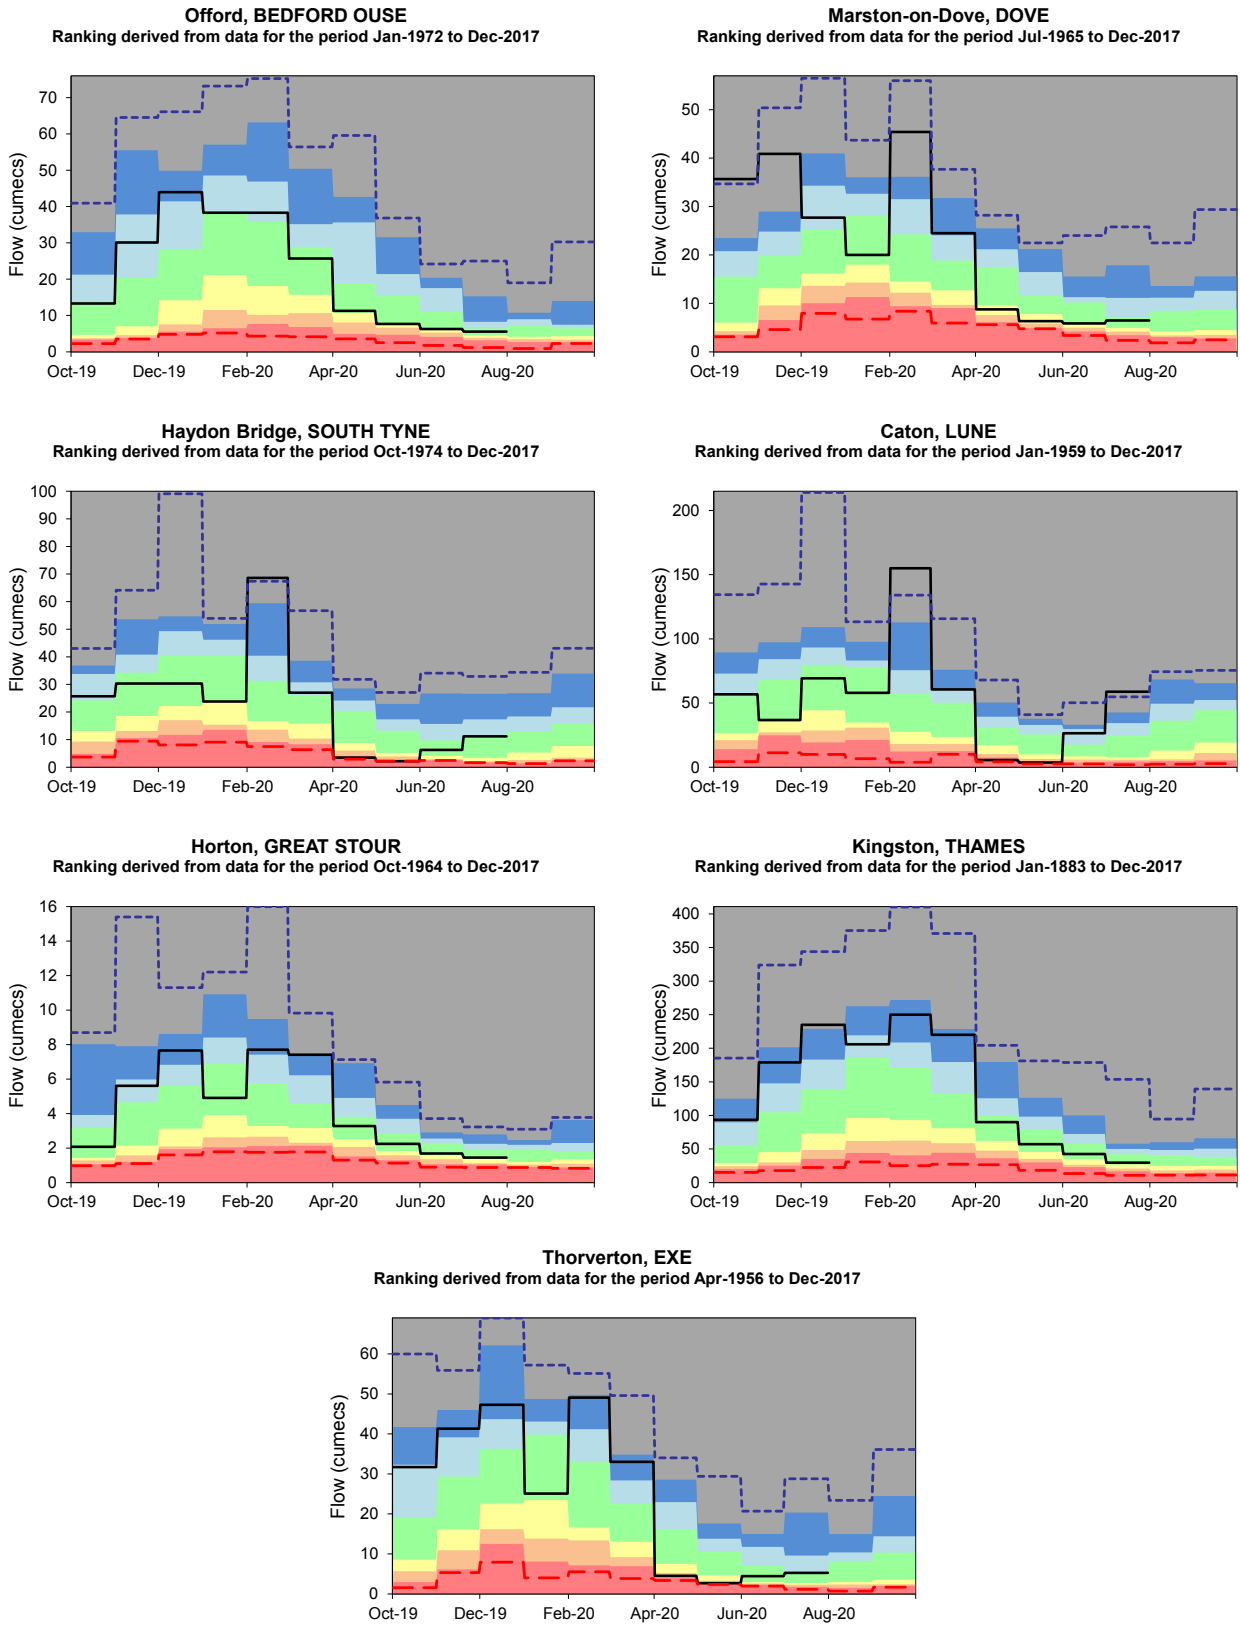 Offord, BEDFORD OUSE
Ranking derived from data for the period Jan-1972 to Dec-2017
Flow (cumecs)
70
60
50
40
30
20
10
0
Oct-19 Dec-19 Feb-20 Apr-20 Jun-20 Aug-20
Marston-on-Dove, DOVE
Ranking derived from data for the period Jul-1965 to Dec-2017
Flow (cumecs)
50
40
30
20
10
0
Oct-19 Dec-19 Feb-20 Apr-20 Jun-20 Aug-20
Haydon Bridge, SOUTH TYNE
Ranking derived from data for the period Oct-1974 to Dec-2017
Flow (cumecs)
100
90
80
70
60
50
40
30
20
10
0
Oct-19 Dec-19 Feb-20 Apr-20 Jun-20 Aug-20
Caton, LUNE
Ranking derived from data for the period Jan-1959 to Dec-2017
Flow (cumecs)
200
150
100
50
0
Oct-19 Dec-19 Feb-20 Apr-20 Jun-20 Aug-20
Horton, GREAT STOUR
Ranking derived from data for the period Oct-1964 to Dec-2017
Flow (cumecs)
16
14
12
10
8
6
4
2
0
Oct-19 Dec-19 Feb-20 Apr-20 Jun-20 Aug-20
Kingston, THAMES
Ranking derived from data for the period Jan-1883 to Dec-2017
Flow (cumecs)
400
350
300
250
200
150
100
50
0
Oct-19 Dec-19 Feb-20 Apr-20 Jun-20 Aug-20
Thorverton, EXE
Ranking derived from data for the period Apr-1956 to Dec-2017
Flow (cumecs)
60
50
40
30
20
10
0
Oct-19 Dec-19 Feb-20 Apr-20 Jun-20 Aug-20